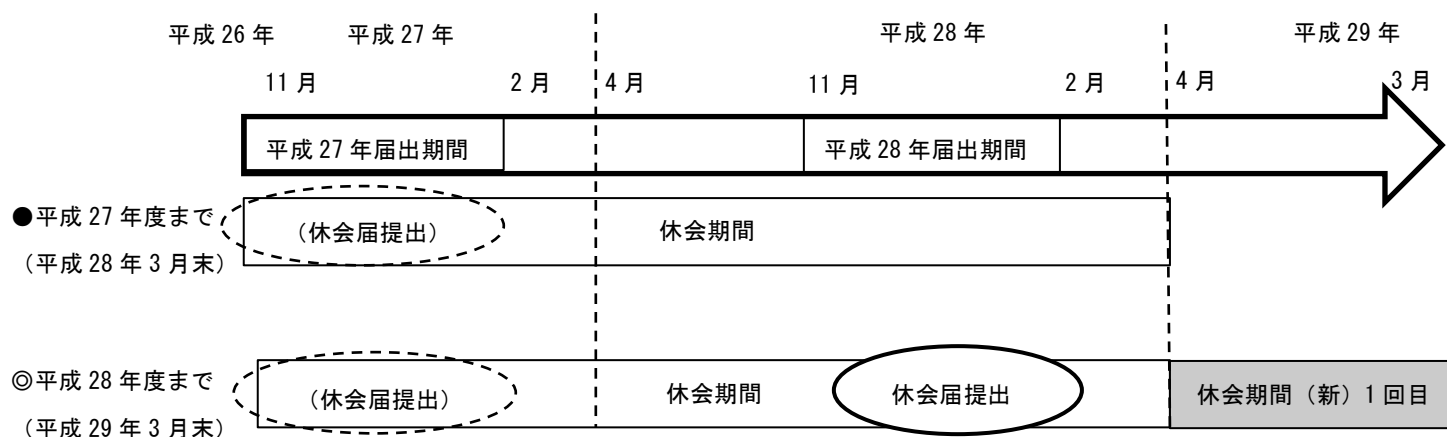 平成 26 年 平成 27 年 平成 28 年 平成 29 年
11 月 2 月 4 月 11 月 2 月 4 月 3 月
平成 27 年届出期間 平成 28 年届出期間
●平成 27 年度まで (休会届提出) 休会期間
（平成 28 年 3 月末）
◎平成 28 年度まで (休会届提出) 休会期間 休会届提出 休会期間（新）1 回目
（平成 29 年 3 月末）